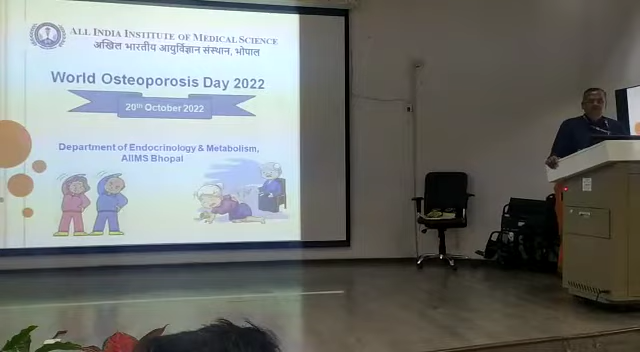 ALL INDIA INSTITUTE OF MEDICAL SCIENCE
अखिल भारतीय आयुर्विज्ञान संस्थान, भोपाल
World Osteoporosis Day 2022
20th October 2022
Department of Endocrinology & Metabolism,
AIIMS Bhopal